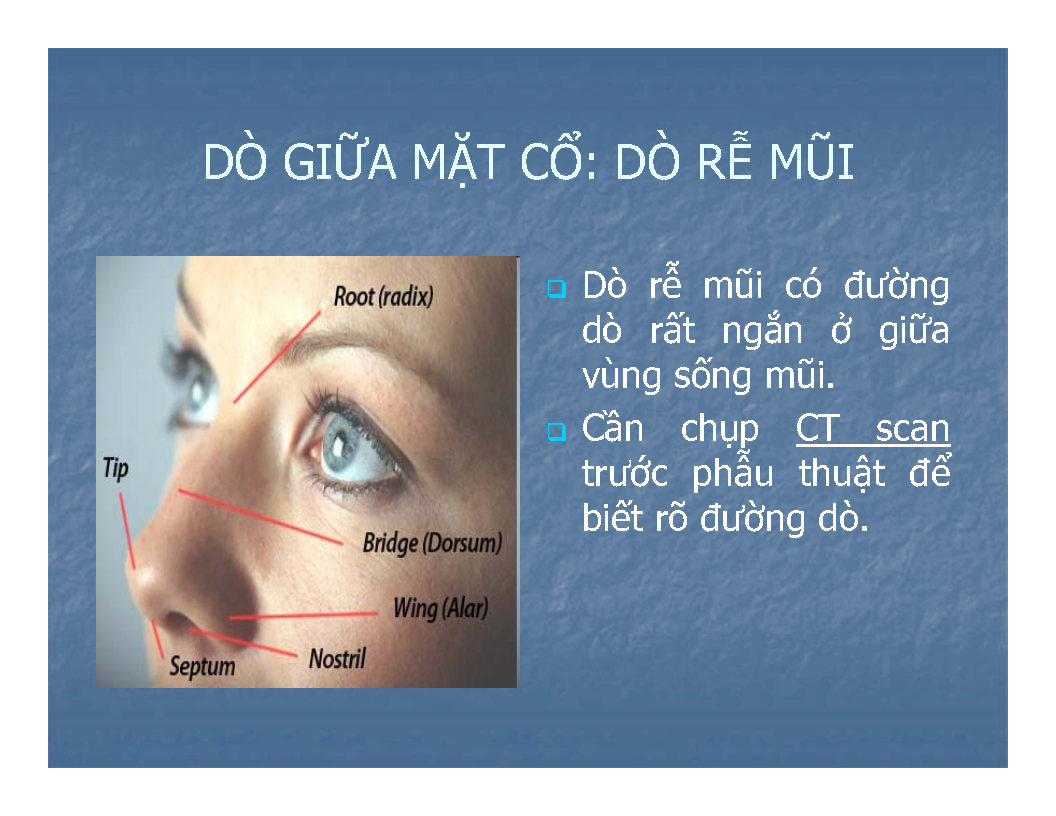 DÒ GIỮA MẶT CỔ: DÒ RỄ MŨI
Root (radix)
Tip
Bridge (Dorsum)
Wing (Alar)
Nostril
Septum
Dò rễ mũi có đường
dò rất ngắn ở giữa
vùng sống mũi.
Cần chụp CT scan
trước phẫu thuật để
biết rõ đường dò.